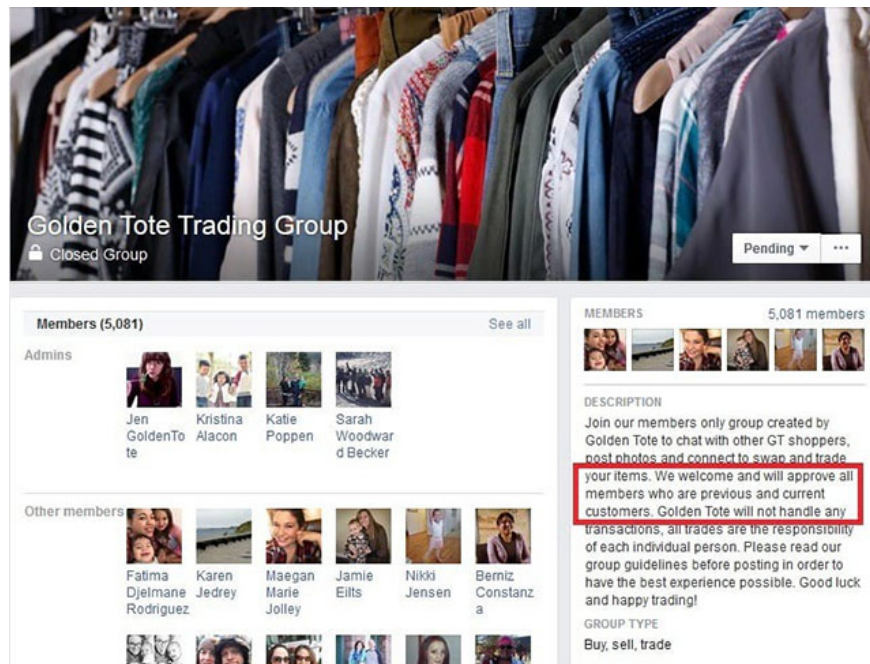 Golden Tote Trading Group
Closed Group
Pending
Members (5,081)
See all
Admins
Jen
GoldenTo
te
Kristina
Alacon
Katie
Poppen
Sarah
Woodwar
d Becker
Other members
Fatima
Djelmane
Rodriguez
Karen
Jedrey
Maegan
Marie
Jolley
Jamie
Eilts
Nikki
Jensen
Berniz
Constanz
a
MEMBERS
5,081 members
DESCRIPTION
Join our members only group created by
Golden Tote to chat with other GT shoppers,
post photos and connect to swap and trade
your items. We welcome and will approve all
members who are previous and current
customers. Golden Tote will not handle any
transactions, all trades are the responsibility
of each individual person. Please read our
group guidelines before posting in order to
have the best experience possible. Good luck
and happy trading!
GROUP TYPE
Buy, sell, trade